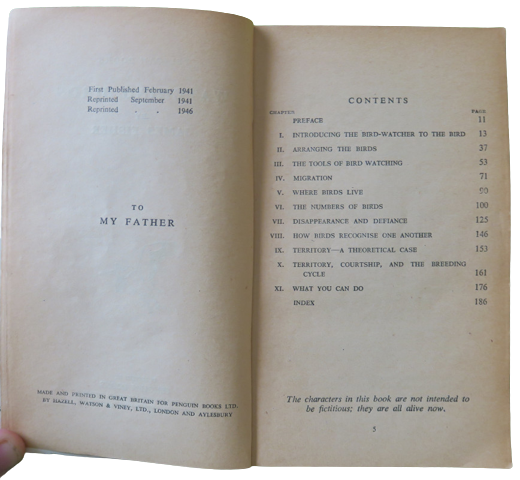 First Published February 1941
Reprinted September 1941
Reprinted . . 1946
TO
MY FATHER
MADE AND PRINTED IN GREAT BRITAIN FOR PENGUIN BOOKS LTD.
BY HAZELL, WATSON & VINEY, LTD., LONDON AND AYLESBURY
CONTENTS
CHAPTER PAGE
PREFACE 11
I. INTRODUCING THE BIRD-WATCHER TO THE BIRD 13
II. ARRANGING THE BIRDS 37
III. THE TOOLS OF BIRD WATCHING 53
IV. MIGRATION 71
V. WHERE BIRDS LIVE
VI. THE NUMBERS OF BIRDS 100
VII. DISAPPEARANCE AND DEFIANCE 125
VIII. HOW BIRDS RECOGNISE ONE ANOTHER 146
IX. TERRITORY—A THEORETICAL CASE 153
X. TERRITORY, COURTSHIP, AND THE BREEDING
CYCLE 161
XI. WHAT YOU CAN DO 176
INDEX 186
The characters in this book are not intended to
be fictitious; they are all alive now.
5